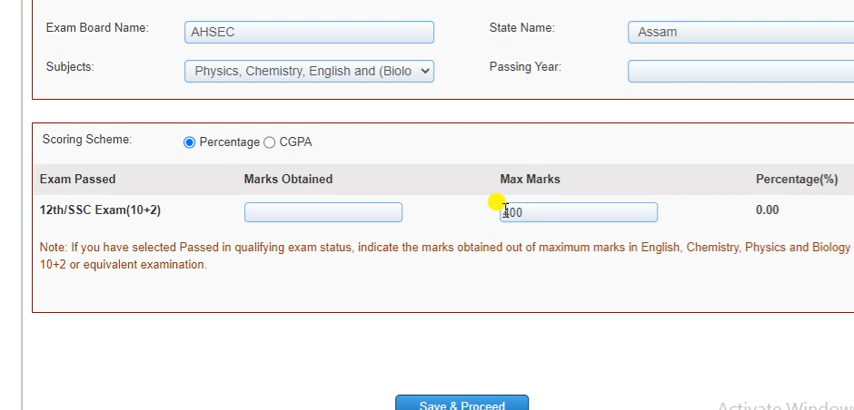 Exam Board Name: AHSEC State Name: Assam
Subjects: Physics, Chemistry, English and (Biolo Passing Year:
Scoring Scheme: Percentage CGPA
Exam Passed Marks Obtained Max Marks Percentage(%)
12th/SSC Exam(10+2) 400 0.00
Note: If you have selected Passed in qualifying exam status, indicate the marks obtained out of maximum marks in English, Chemistry, Physics and Biology
10+2 or equivalent examination.
Save & Proceed Activate Windows